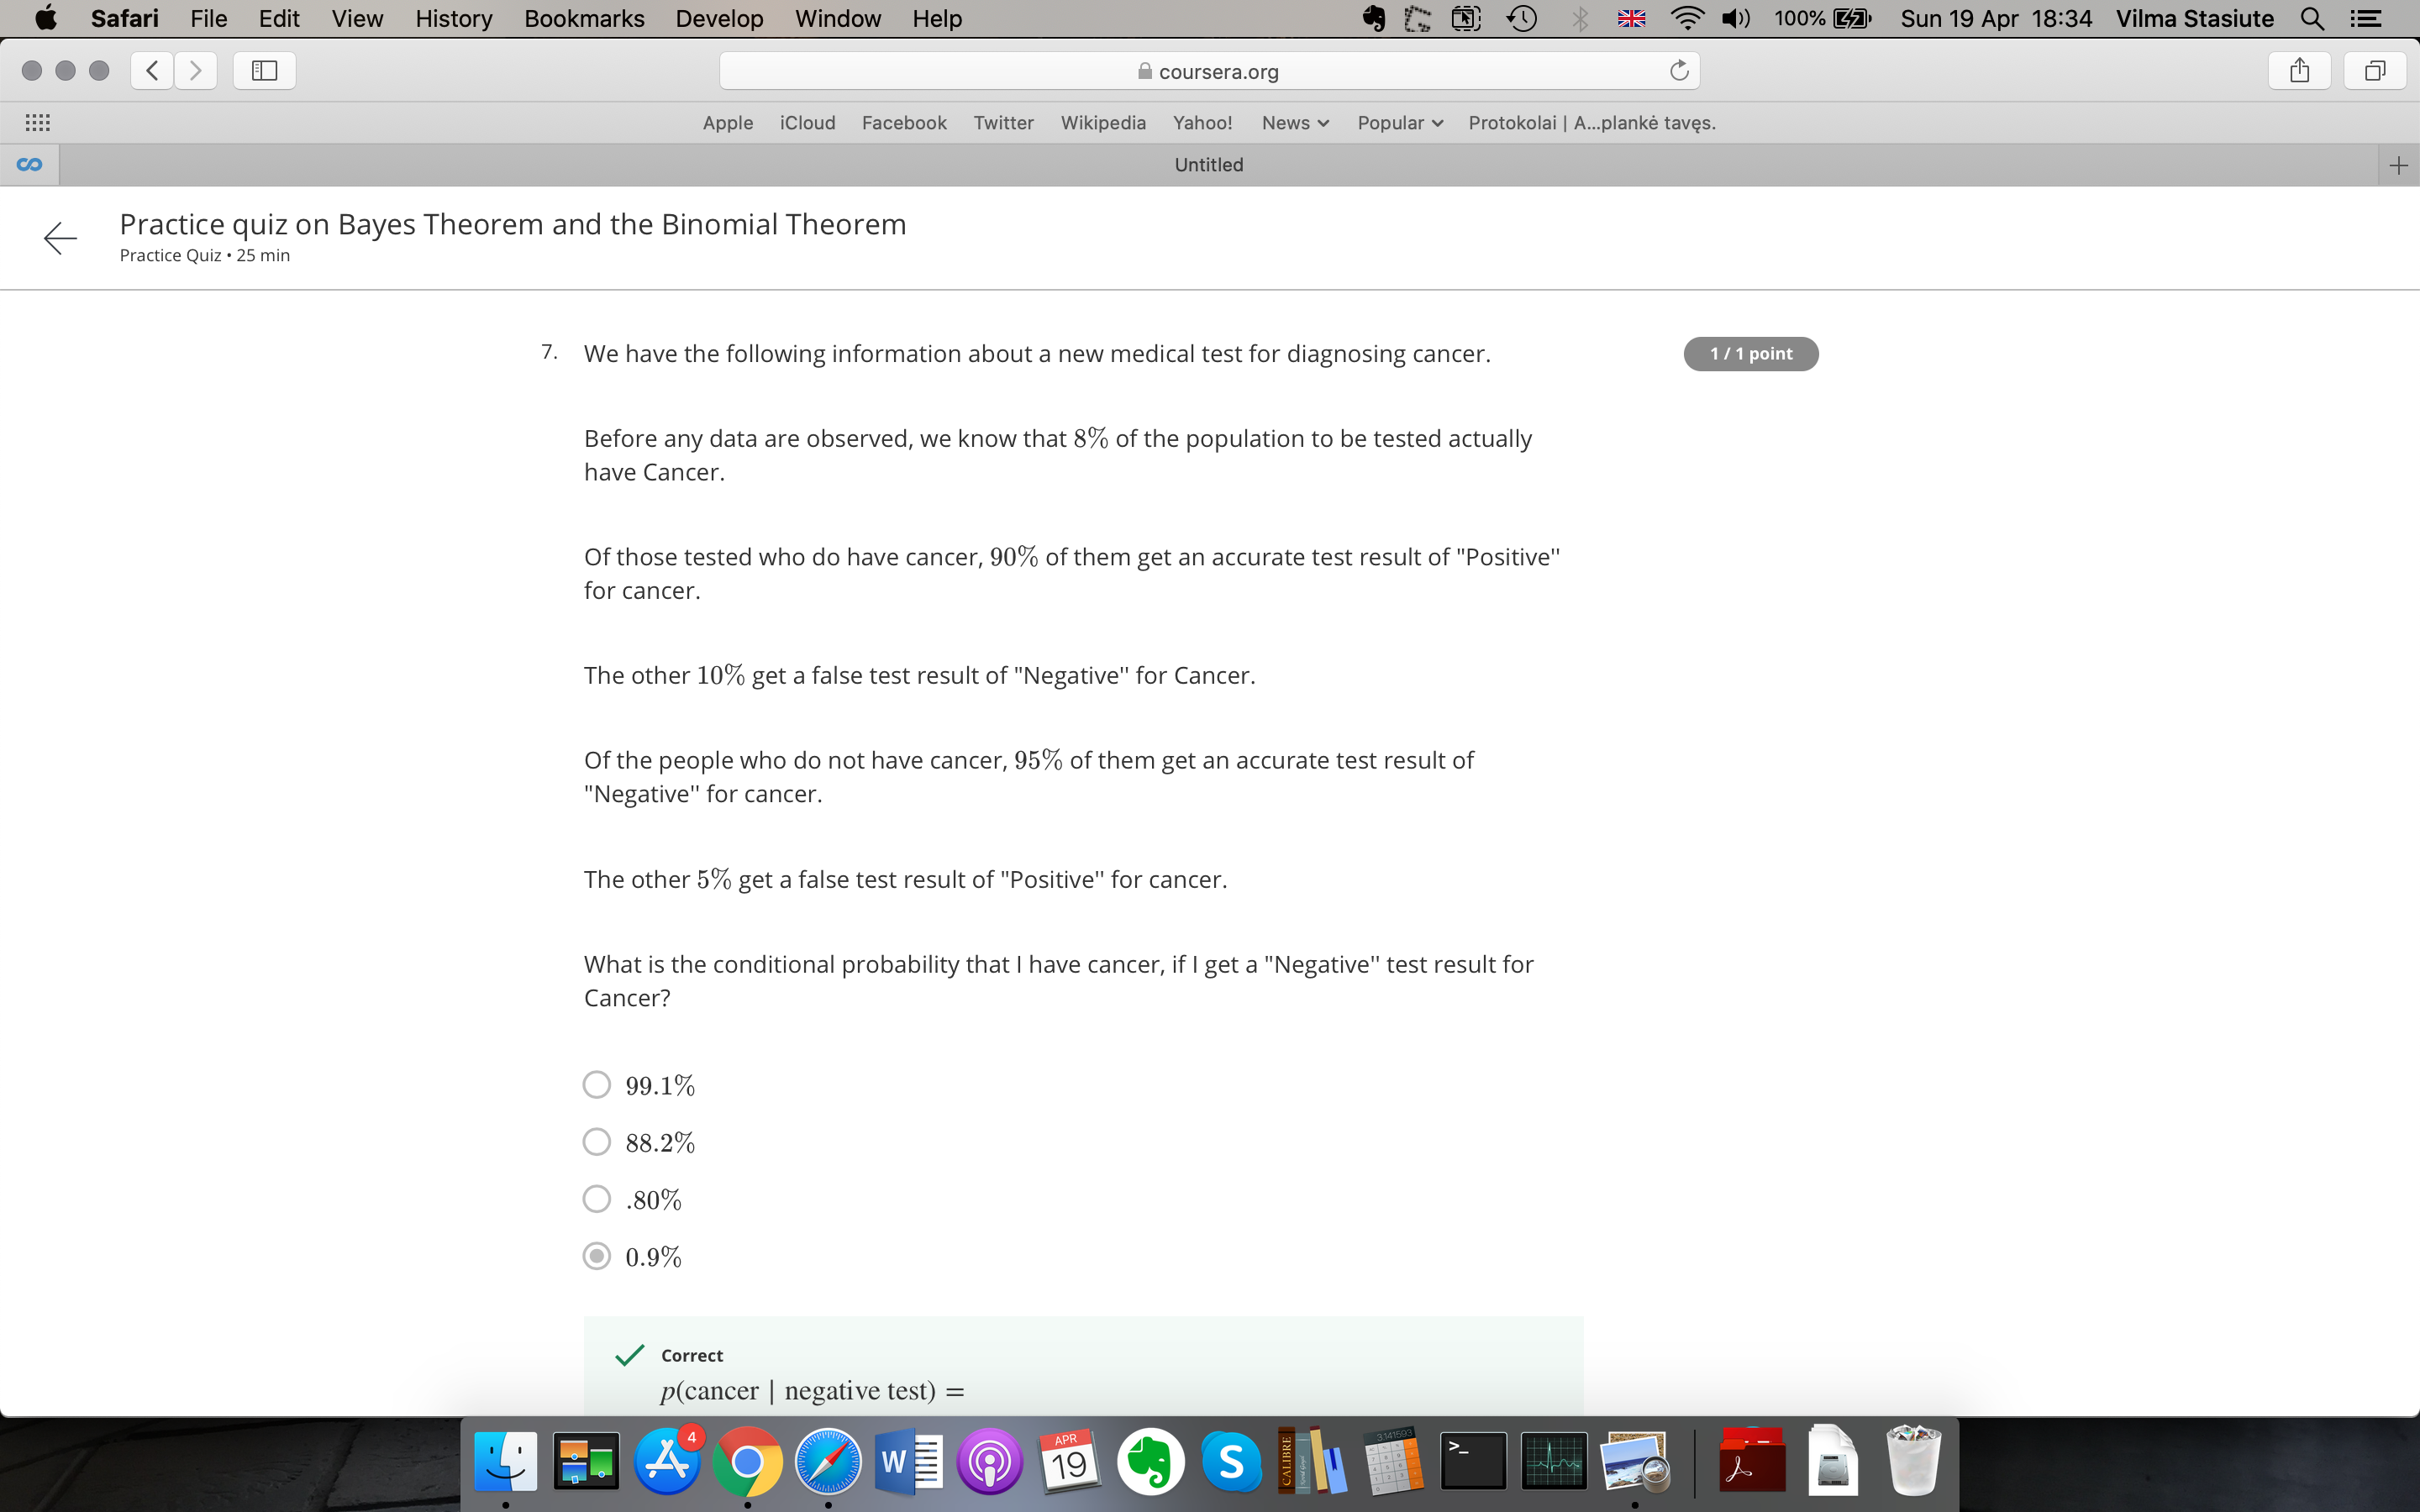 Safari File Edit View History Bookmarks Develop Window Help 100% Sun 19 Apr 18:34 Vilma Stasiute
coursera.org
Apple iCloud Facebook Twitter Wikipedia Yahoo! News Popular Protokolai | A...plankė tavęs.
Untitled
Practice quiz on Bayes Theorem and the Binomial Theorem
Practice Quiz • 25 min
7. We have the following information about a new medical test for diagnosing cancer. 1 / 1 point
Before any data are observed, we know that 8% of the population to be tested actually
have Cancer.
Of those tested who do have cancer, 90% of them get an accurate test result of "Positive''
for cancer.
The other 10% get a false test result of "Negative'' for Cancer.
Of the people who do not have cancer, 95% of them get an accurate test result of
"Negative'' for cancer.
The other 5% get a false test result of "Positive'' for cancer.
What is the conditional probability that I have cancer, if I get a "Negative'' test result for
Cancer?
99.1%
88.2%
.80%
0.9%
Correct
p(cancer | negative test) =
4
W
APR
19
S
CALIBRE
3.141593
>_